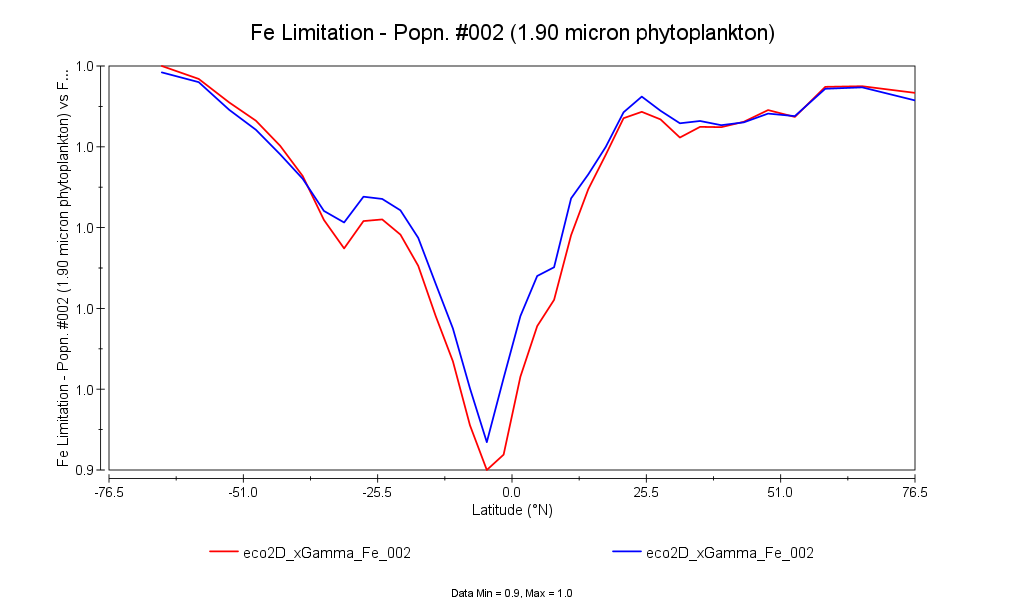 Fe Limitation - Popn. #002 (1.90 micron phytoplankton)
Fe Limitation - Popn. #002 (1.90 micron phytoplankton) vs F...
1.0
1.0
1.0
1.0
1.0
0.9
-76.5 -51.0 -25.5 0.0 25.5 51.0 76.5
Latitude (°N)
eco2D_xGamma_Fe_002 eco2D_xGamma_Fe_002
Data Min = 0.9, Max = 1.0